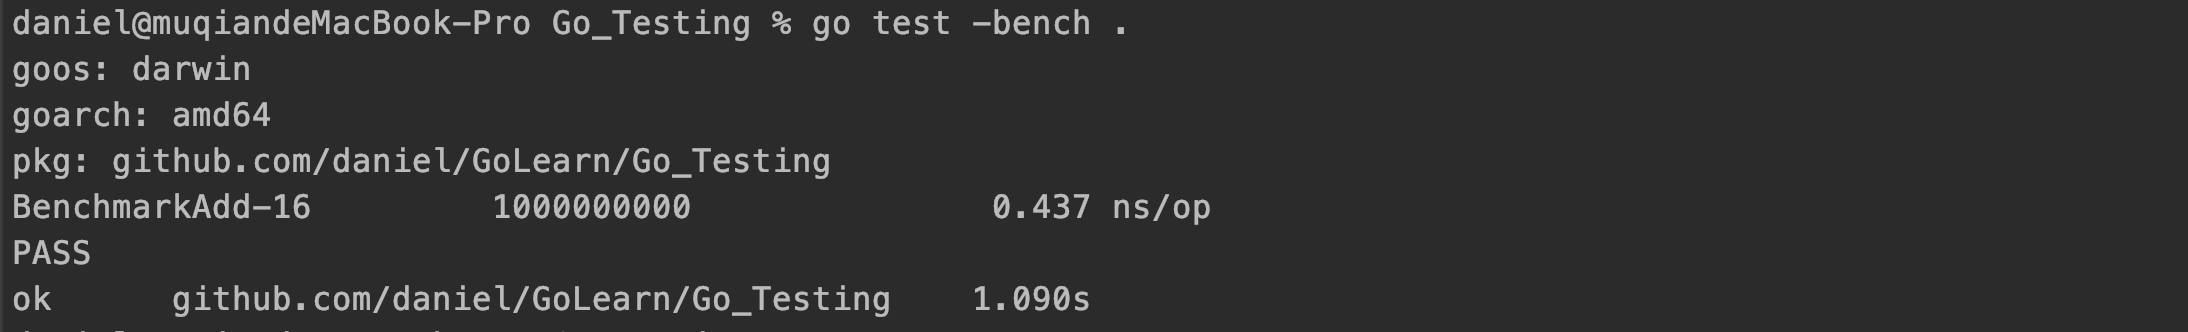 daniel@muqiandeMacBook-Pro Go_Testing % go test -bench .
goos: darwin
goarch: amd64
pkg: github.com/daniel/GoLearn/Go_Testing
BenchmarkAdd-16         1000000000               0.437 ns/op
PASS
ok      github.com/daniel/GoLearn/Go_Testing    1.090s